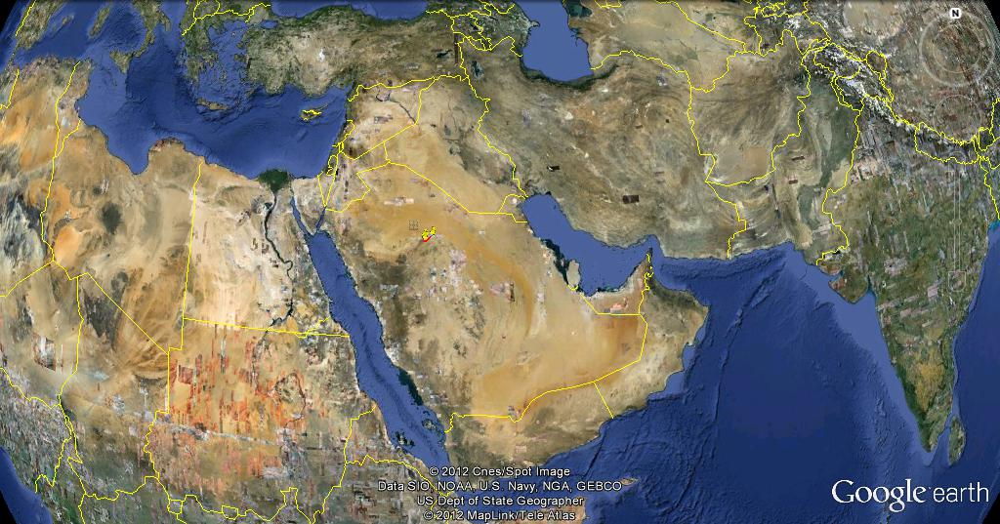 N
© 2012 Cnes/Spot Image
Data SIO, NOAA, U.S. Navy, NGA, GEBCO
US Dept of State Geographer
© 2012 MapLink/Tele Atlas
Google earth